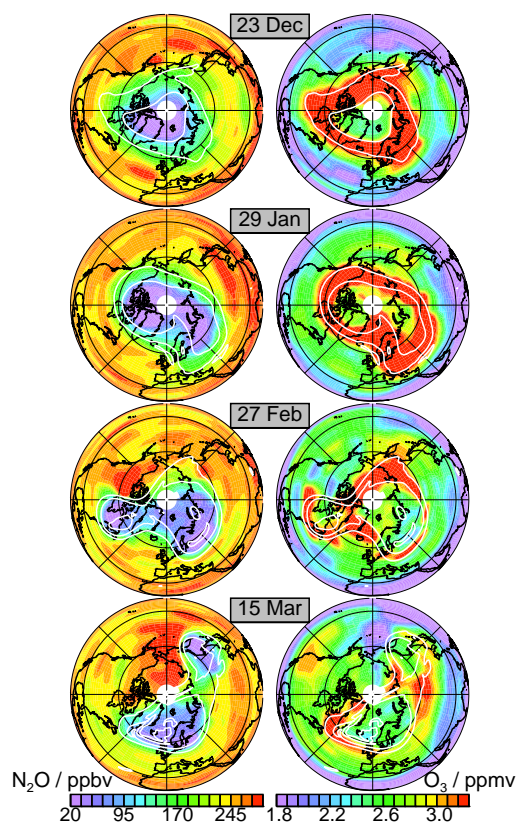 23 Dec
29 Jan
27 Feb
15 Mar
N₂O / ppbv
O₃ / ppmv
20 95 170 245
1.8 2.2 2.6 3.0